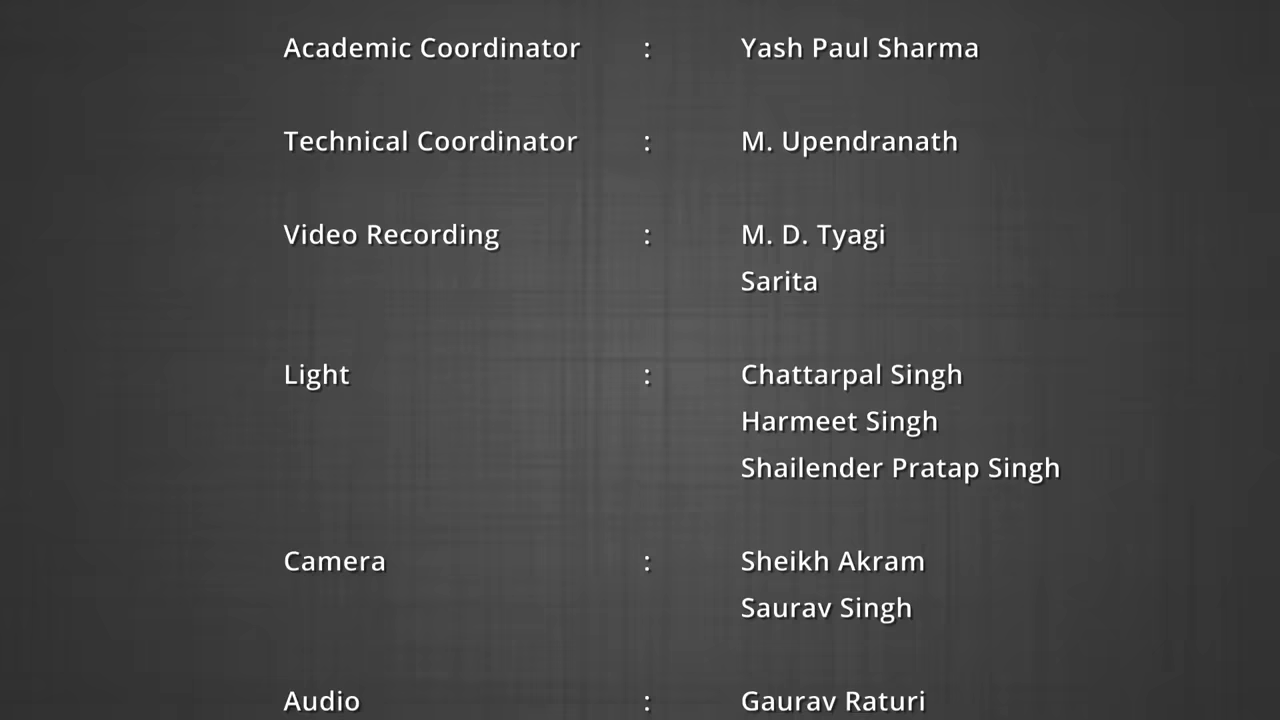 Academic Coordinator : Yash Paul Sharma
Technical Coordinator : M. Upendranath
Video Recording : M. D. Tyagi
Sarita
Light : Chattarpal Singh
Harmeet Singh
Shailender Pratap Singh
Camera : Sheikh Akram
Saurav Singh
Audio : Gaurav Raturi